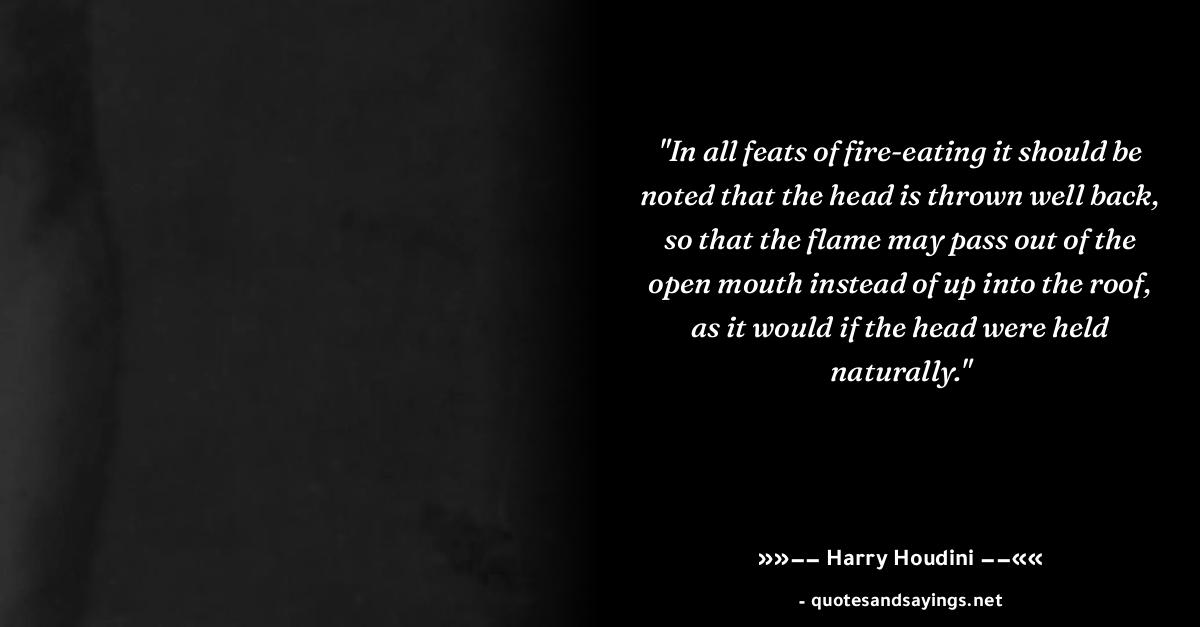 "In all feats of fire-eating it should be
noted that the head is thrown well back,
so that the flame may pass out of the
open mouth instead of up into the roof,
as it would if the head were held
naturally."
»»−− Harry Houdini −−««
- quotesandsayings.net